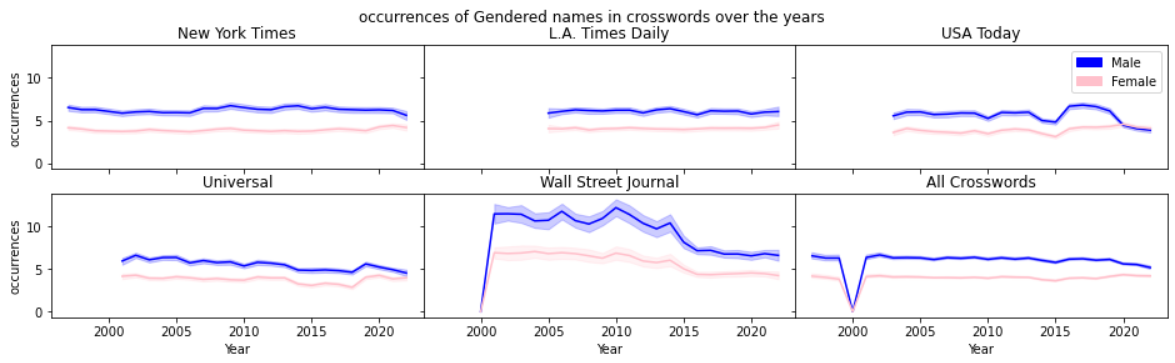 occurrences of Gendered names in crosswords over the years
New York Times
L.A. Times Daily
USA Today
occurrences
10
5
0
Male
Female
Universal
Wall Street Journal
All Crosswords
occurrences
10
5
0
2000 2005 2010 2015 2020
2000 2005 2010 2015 2020
2000 2005 2010 2015 2020
Year
Year
Year